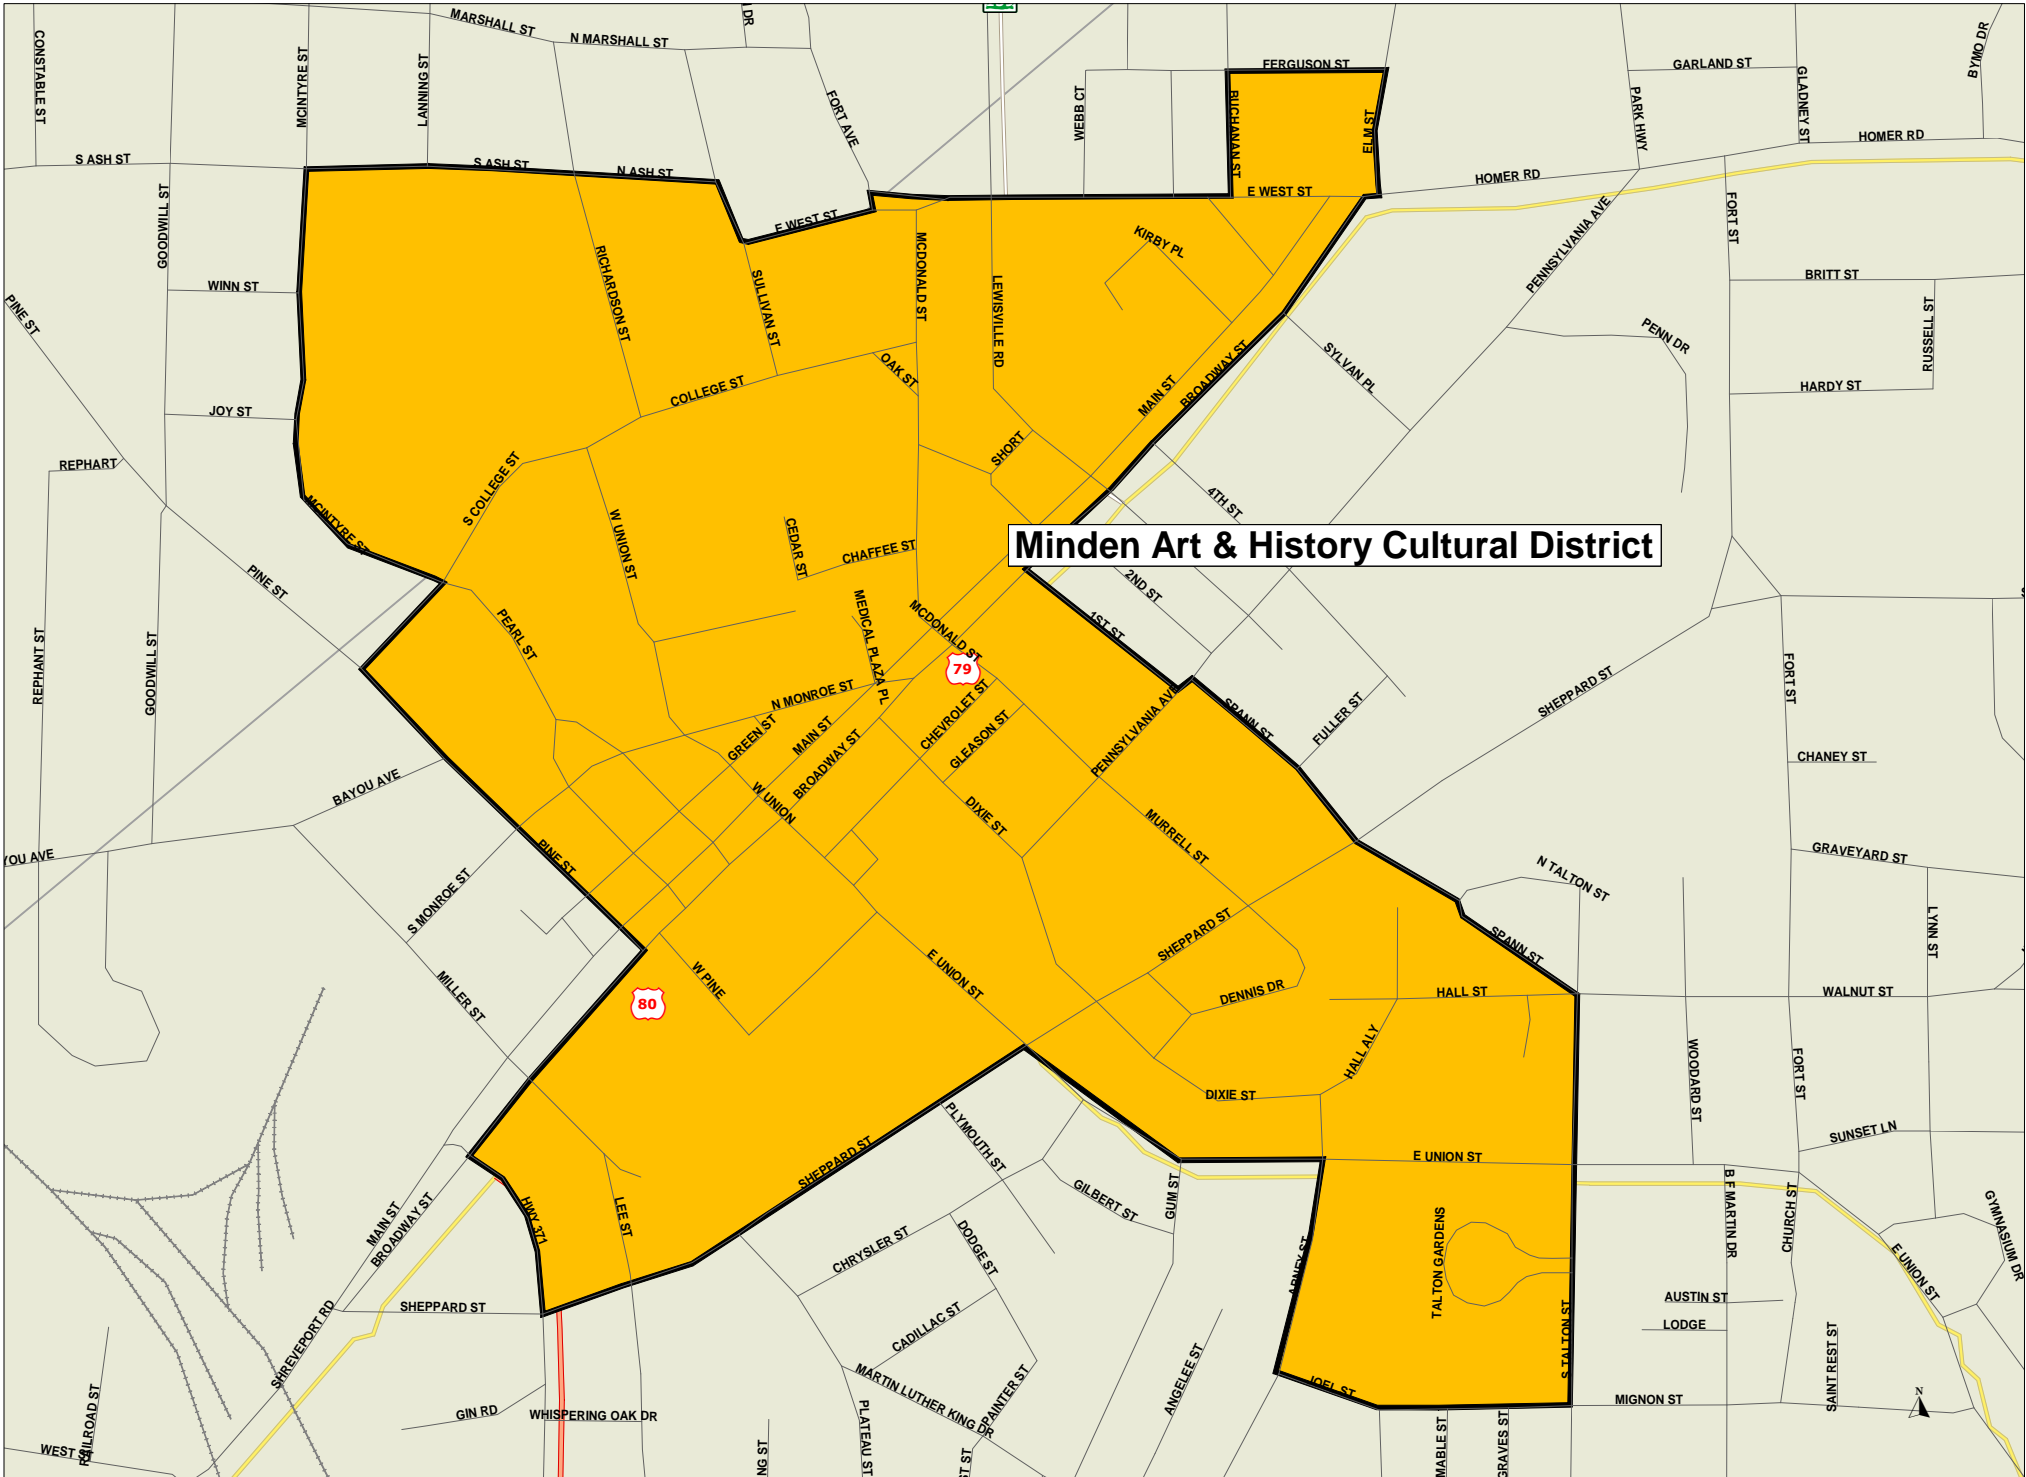 MARSHALL ST
N MARSHALL ST
CONSTABLE ST
MCINTYRE ST
LANNING ST
FORT AVE
WEBB CT
FERGUSON ST
BUCHANAN ST
ELM ST
PARK HWY
GARLAND ST
GLADNEY ST
BYMO DR
HOMER RD
S ASH ST
S ASH ST
N ASH ST
E WEST ST
E WEST ST
HOMER RD
GOODWILL ST
RICHARDSON ST
SULLIVAN ST
MCDONALD ST
LEWISVILLE RD
KIRBY PL
PENNSYLVANIA AVE
FORT ST
BRITT ST
WINN ST
PINE ST
RUSSELL ST
PENN DR
SYLVAN PL
HARDY ST
COLLEGE ST
OAK ST
MAIN ST
BROADWAY ST
JOY ST
REPHART
S COLLEGE ST
SHORT
4TH ST
MCINTYRE ST
W UNION ST
CEDAR ST
CHAFFEE ST
Minden Art & History Cultural District
PINE ST
2ND ST
1ST ST
PEARL ST
MEDICAL PLAZA PL
MCDONALD ST
79
REPHANT ST
GOODWILL ST
N MONROE ST
CHEVROLET ST
GLEASON ST
PENNSYLVANIA AVE
SPANN ST
FULLER ST
SHEPPARD ST
FORT ST
GREEN ST
MAIN ST
BROADWAY ST
CHANEY ST
BAYOU AVE
W UNION
DIXIE ST
MURRELL ST
YOU AVE
PINE ST
GRAVEYARD ST
N TALTON ST
S MONROE ST
SHEPPARD ST
SPANN ST
LYNN ST
MILLER ST
W PINE
E UNION ST
80
DENNIS DR
HALL ST
WALNUT ST
HALL ALY
WOODARD ST
FORT ST
DIXIE ST
PLYMOUTH ST
SUNSET LN
SHEPPARD ST
E UNION ST
GUM ST
GILBERT ST
B F MARTIN DR
CHURCH ST
GYMNASIUM DR
MAIN ST
BROADWAY ST
HWY 371
LEE ST
CHRYSLER ST
DODGE ST
ARNEY ST
TALTON GARDENS
E UNION ST
SHEPPARD ST
SHREVEPORT RD
CADILLAC ST
AUSTIN ST
LODGE
S TALTON ST
SAINT REST ST
MARTIN LUTHER KING DR
PAINTER ST
ANGELEE ST
JOEL ST
MIGNON ST
N
RAILROAD ST
GIN RD
WHISPERING OAK DR
PLATEAU ST
WEST ST
NG ST
ST ST
MABLE ST
GRAVES ST